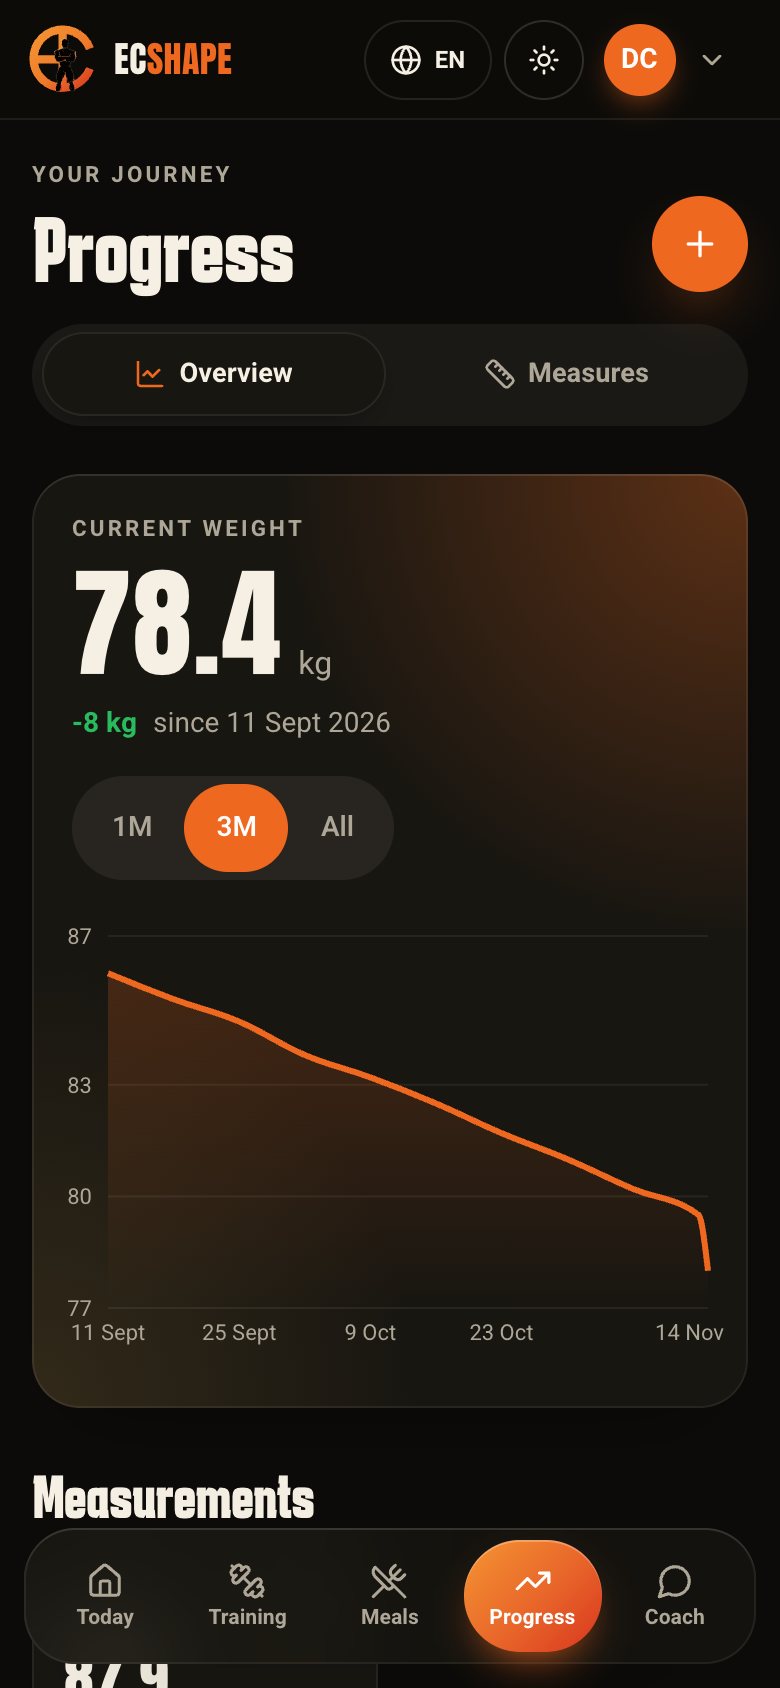 ECSHAPE
EN
DC
YOUR JOURNEY
Progress
Overview
Measures
CURRENT WEIGHT
78.4 kg
-8 kg since 11 Sept 2026
1M 3M All
87
83
80
77
11 Sept 25 Sept 9 Oct 23 Oct 14 Nov
Measurements
Today Training Meals Progress Coach